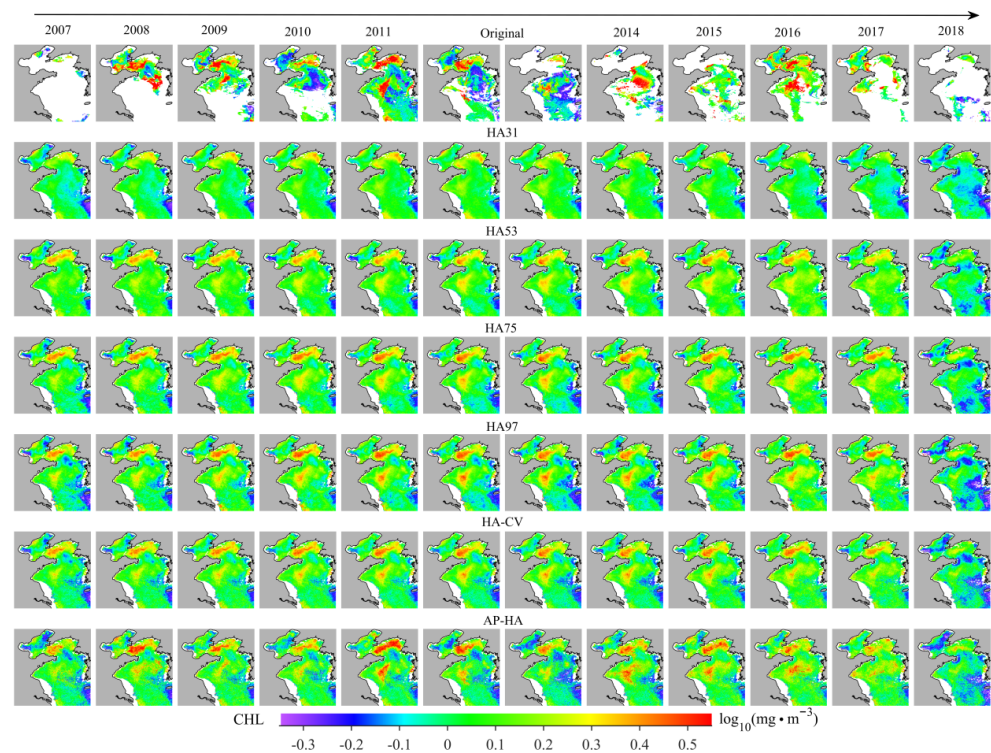 2007 2008 2009 2010 2011 Original 2014 2015 2016 2017 2018
HA31
HA53
HA75
HA97
HA-CV
AP-HA
CHL log₁₀(mg•m⁻³)
-0.3 -0.2 -0.1 0 0.1 0.2 0.3 0.4 0.5